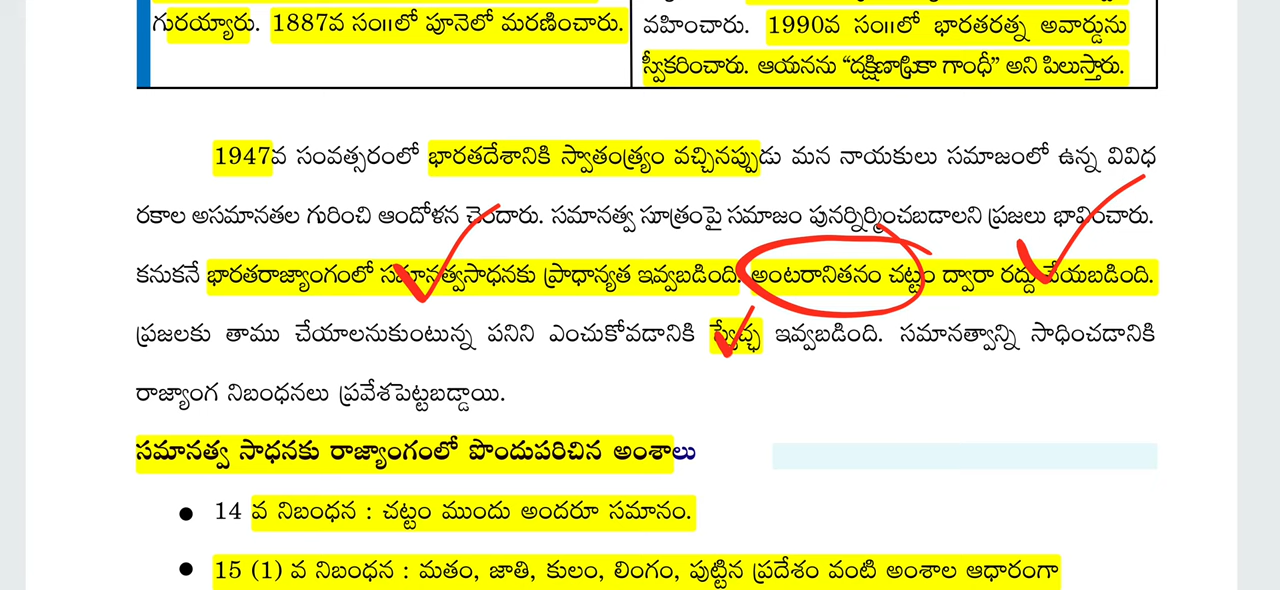 గురయ్యారు. 1887వ సం॥లో పూనెలో మరణించారు.
వహించారు. 1990వ సం॥లో భారతరత్న అవార్డును
స్వీకరించారు. ఆయనను “దక్షిణాఫ్రికా గాంధీ” అని పిలుస్తారు.
1947వ సంవత్సరంలో భారతదేశానికి స్వాతంత్ర్యం వచ్చినప్పుడు మన నాయకులు సమాజంలో ఉన్న వివిధ
రకాల అసమానతల గురించి ఆందోళన చెందారు. సమానత్వ సూత్రంపై సమాజం పునర్నిర్మించబడాలని ప్రజలు భావించారు.
కనుకనే భారతరాజ్యాంగంలో సమానత్వసాధనకు ప్రాధాన్యత ఇవ్వబడింది. అంటరానితనం చట్టం ద్వారా రద్దుచేయబడింది.
ప్రజలకు తాము చేయాలనుకుంటున్న పనిని ఎంచుకోవడానికి స్వేచ్ఛ ఇవ్వబడింది. సమానత్వాన్ని సాధించడానికి
రాజ్యాంగ నిబంధనలు ప్రవేశపెట్టబడ్డాయి.
సమానత్వ సాధనకు రాజ్యాంగంలో పొందుపరిచిన అంశాలు
● 14 వ నిబంధన : చట్టం ముందు అందరూ సమానం.
● 15 (1) వ నిబంధన : మతం, జాతి, కులం, లింగం, పుట్టిన ప్రదేశం వంటి అంశాల ఆధారంగా